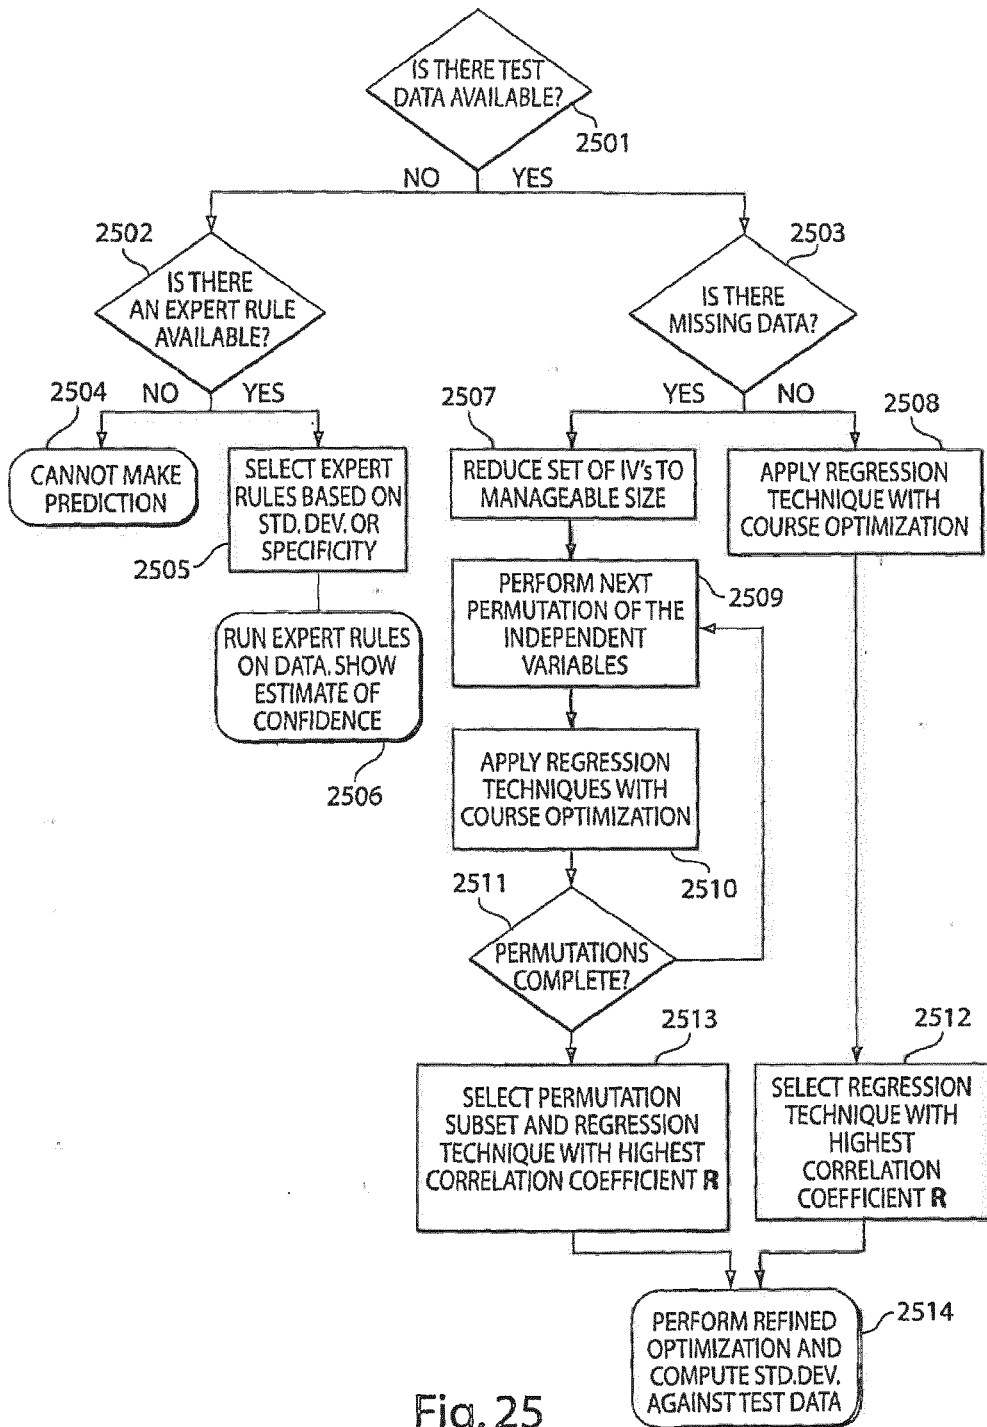 IS THERE TEST
DATA AVAILABLE?
2501
NO YES
2502
IS THERE
AN EXPERT RULE
AVAILABLE?
2503
IS THERE
MISSING DATA?
NO YES
YES NO
2504
CANNOT MAKE
PREDICTION
SELECT EXPERT
RULES BASED ON
STD. DEV. OR
SPECIFICITY
2505
RUN EXPERT RULES
ON DATA. SHOW
ESTIMATE OF
CONFIDENCE
2506
2507
REDUCE SET OF IV's TO
MANAGEABLE SIZE
2508
APPLY REGRESSION
TECHNIQUE WITH
COURSE OPTIMIZATION
PERFORM NEXT
PERMUTATION OF THE
INDEPENDENT
VARIABLES
2509
APPLY REGRESSION
TECHNIQUES WITH
COURSE OPTIMIZATION
2510
2511
PERMUTATIONS
COMPLETE?
2513
SELECT PERMUTATION
SUBSET AND REGRESSION
TECHNIQUE WITH HIGHEST
CORRELATION COEFFICIENT R
2512
SELECT REGRESSION
TECHNIQUE WITH
HIGHEST
CORRELATION
COEFFICIENT R
PERFORM REFINED
OPTIMIZATION AND
COMPUTE STD.DEV.
AGAINST TEST DATA
2514
Fig. 25